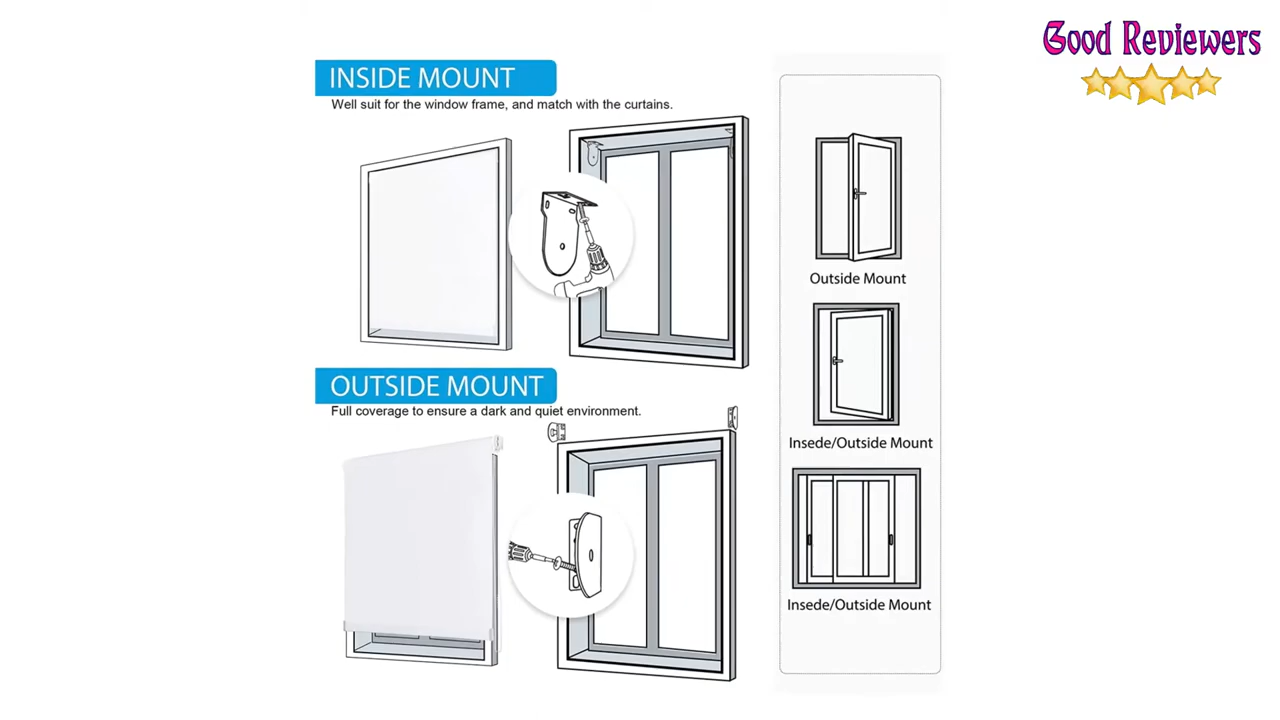 Good Reviewers
INSIDE MOUNT
Well suit for the window frame, and match with the curtains.
OUTSIDE MOUNT
Full coverage to ensure a dark and quiet environment.
Outside Mount
Insede/Outside Mount
Insede/Outside Mount